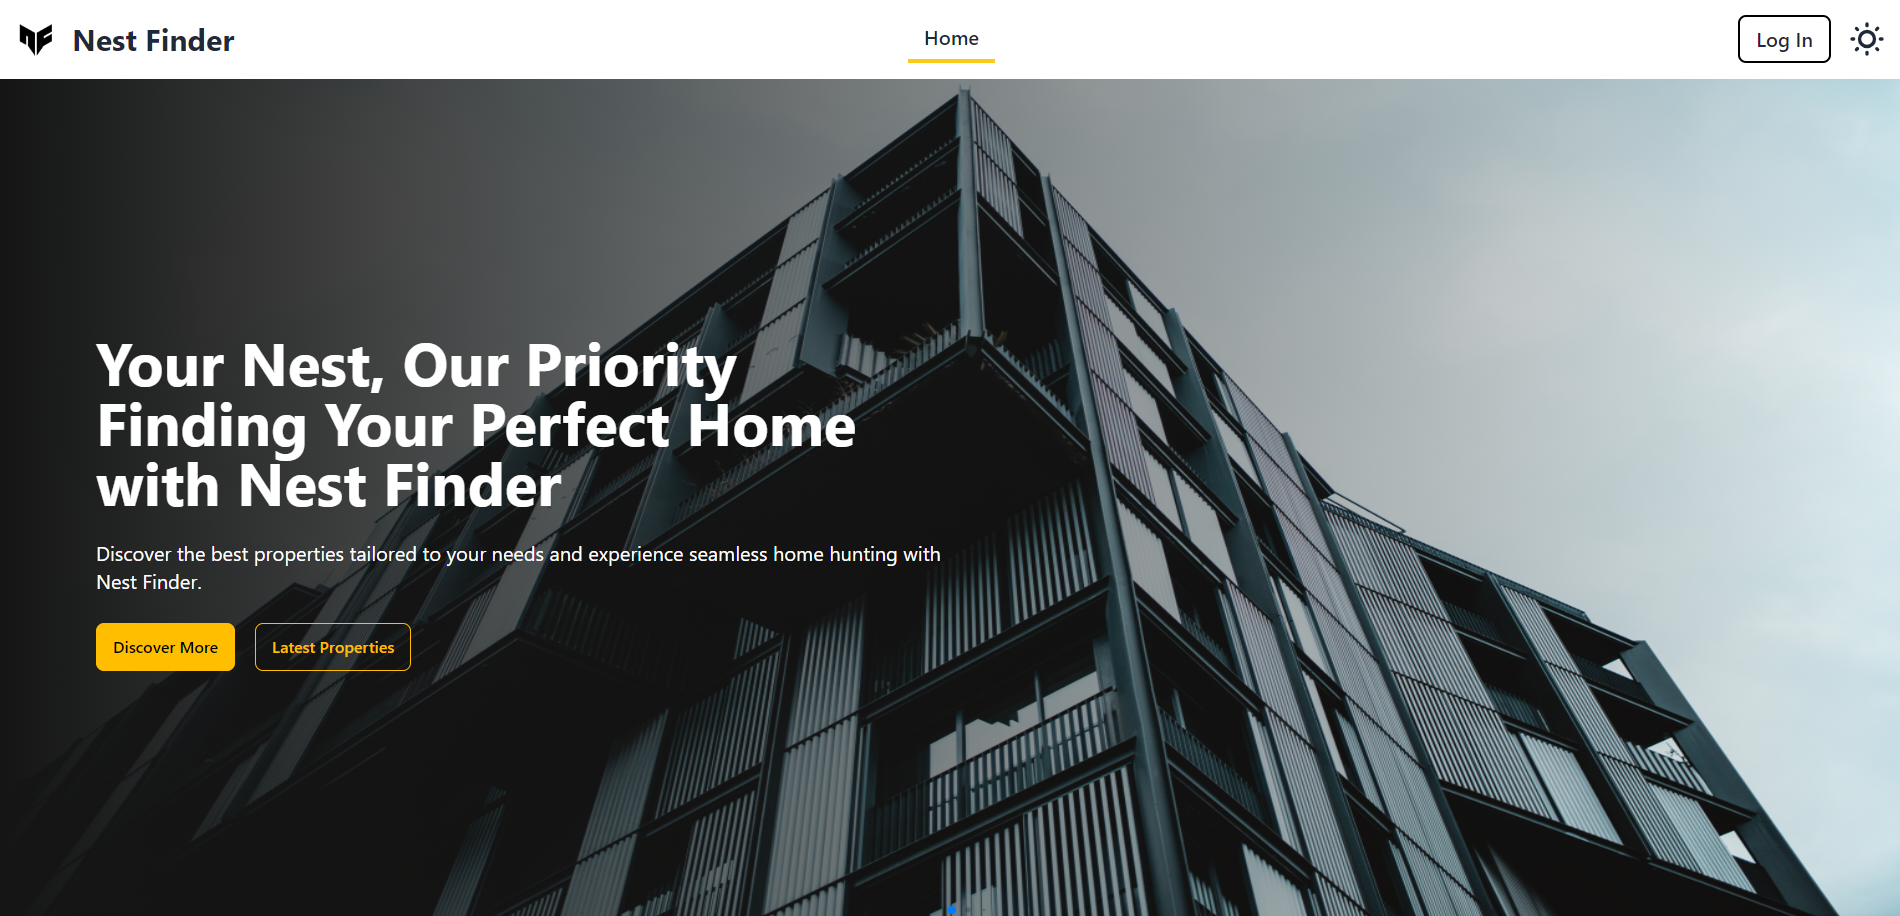 Nest Finder
Home
Log In
Your Nest, Our Priority
Finding Your Perfect Home
with Nest Finder
Discover the best properties tailored to your needs and experience seamless home hunting with
Nest Finder.
Discover More
Latest Properties